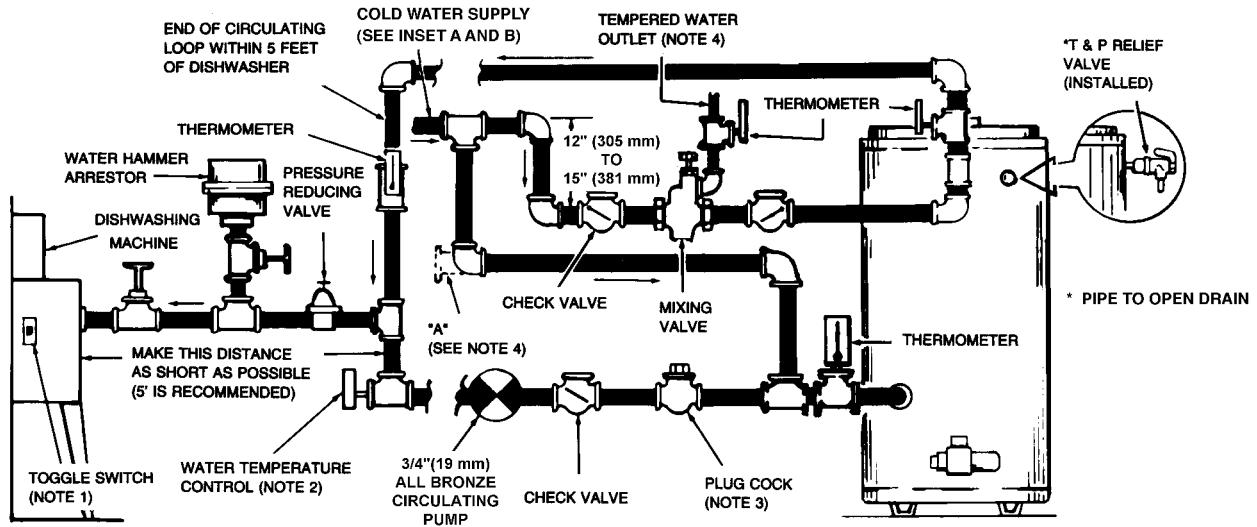 END OF CIRCULATING
LOOP WITHIN 5 FEET
OF DISHWASHER
COLD WATER SUPPLY
(SEE INSET A AND B)
TEMPERED WATER
OUTLET (NOTE 4)
*T & P RELIEF
VALVE
(INSTALLED)
THERMOMETER
THERMOMETER
12" (305 mm)
TO
15" (381 mm)
WATER HAMMER
ARRESTOR
PRESSURE
REDUCING
VALVE
DISHWASHING
MACHINE
CHECK VALVE
MIXING
VALVE
* PIPE TO OPEN DRAIN
"A"
(SEE NOTE 4)
THERMOMETER
MAKE THIS DISTANCE
AS SHORT AS POSSIBLE
(5' IS RECOMMENDED)
TOGGLE SWITCH
(NOTE 1)
WATER TEMPERATURE
CONTROL (NOTE 2)
3/4"(19 mm)
ALL BRONZE
CIRCULATING
PUMP
CHECK VALVE
PLUG COCK
(NOTE 3)